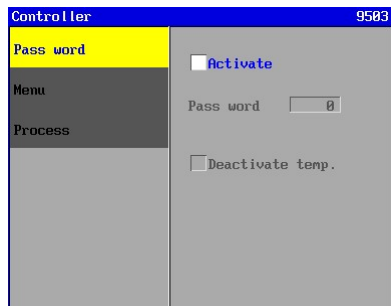 Controller 9503
Pass word
Menu
Process
Activate
Pass word 0
Deactivate temp.